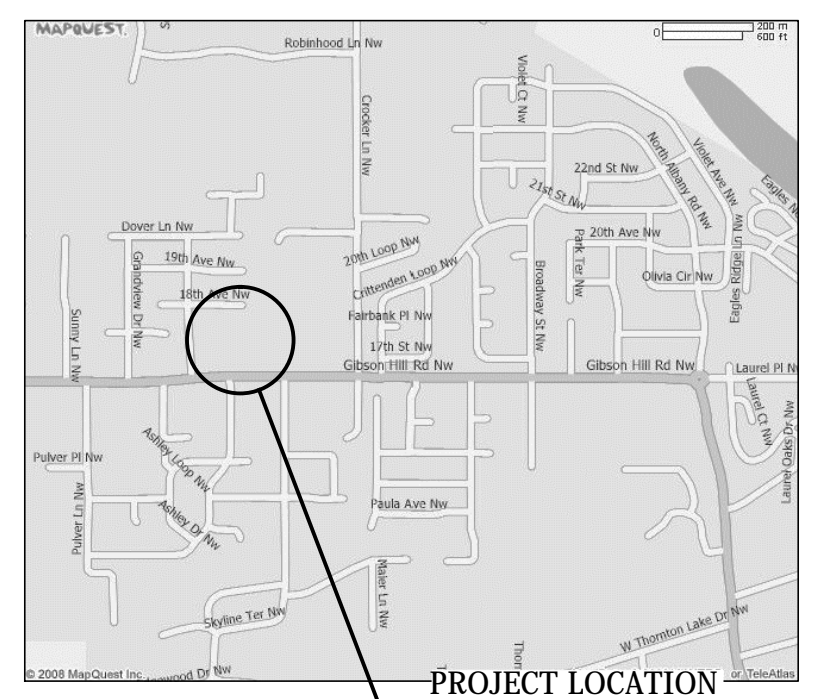 MAPQUEST.
0
200 m
600 ft
Robinhood Ln Nw
Crocker Ln Nw
Violet Ct Nw
North Albany Rd Nw
Violet Ave Nw
22nd St Nw
21st St Nw
Eagles
Dover Ln Nw
20th Ave Nw
20th Loop Nw
19th Ave Nw
Grandview Dr Nw
Park Ter Nw
Eagles Ridge Ln Nw
Crittenden Loop Nw
Broadway St Nw
Olivia Cir Nw
18th Ave Nw
Sunny Ln Nw
Fairbank Pl Nw
17th St Nw
Gibson Hill Rd Nw
Gibson Hill Rd Nw
Laurel Pl
Laurel Ct Nw
Laurel Oaks Dr Nw
Ashley Loop Nw
Pulver Pl Nw
Pulver Ln Nw
Ashley Dr Nw
Paula Ave Nw
Maier Ln Nw
Skyline Ter Nw
W Thornton Lake Dr Nw
© 2008 MapQuest Inc.
wood Dr Nw
Thor
or TeleAtlas
PROJECT LOCATION